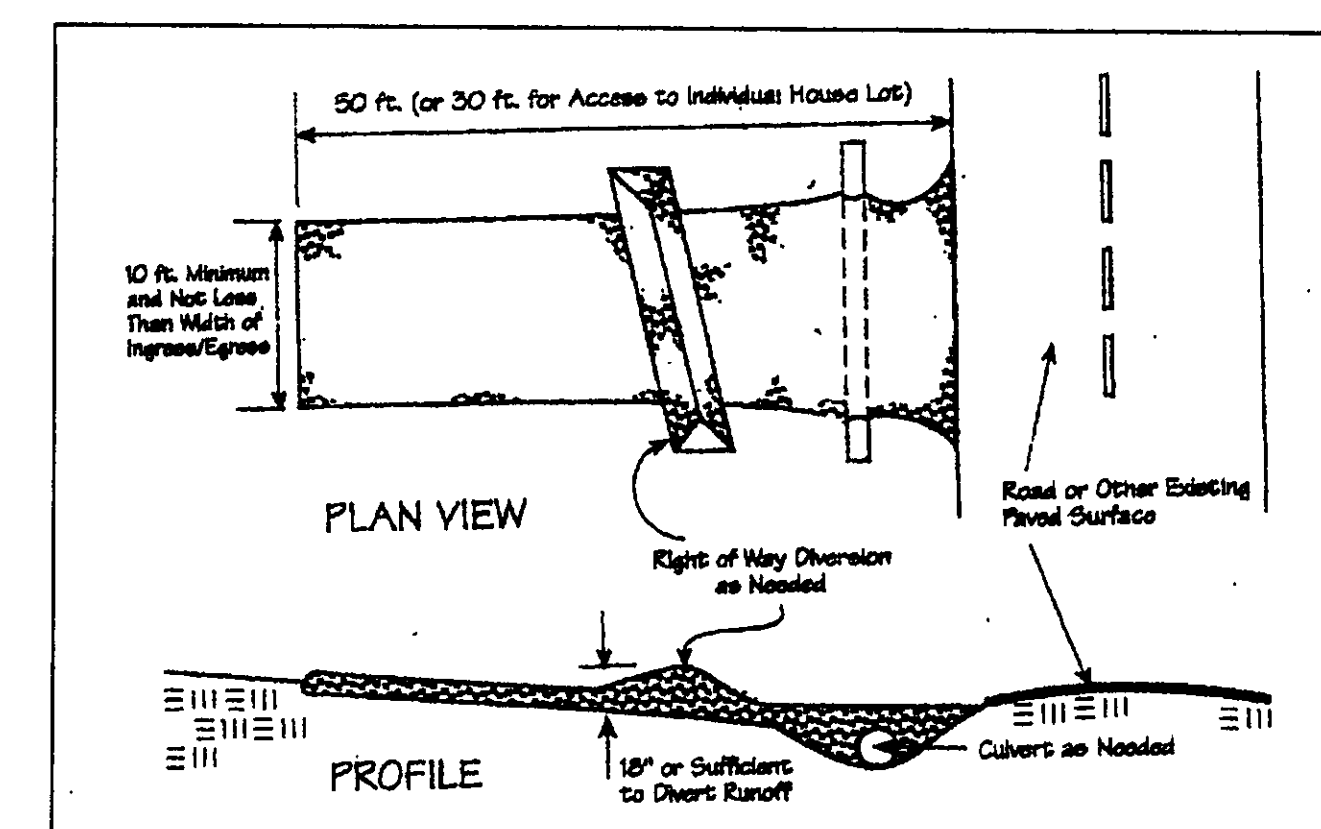 50 ft. (or 30 ft. for Access to Individual House Lot)
10 ft. Minimum
and Not Less
Than Width of
Ingress/Egress
PLAN VIEW
Right of Way Diversion
as Needed
Road or Other Existing
Paved Surface
PROFILE
18" or Sufficient
to Divert Runoff
Culvert as Needed